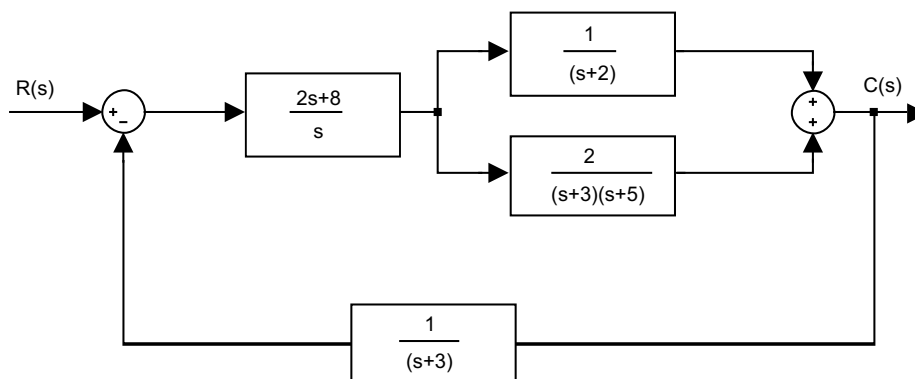 R(s)
+
−
2s+8
s
1
(s+2)
2
(s+3)(s+5)
+
+
C(s)
1
(s+3)